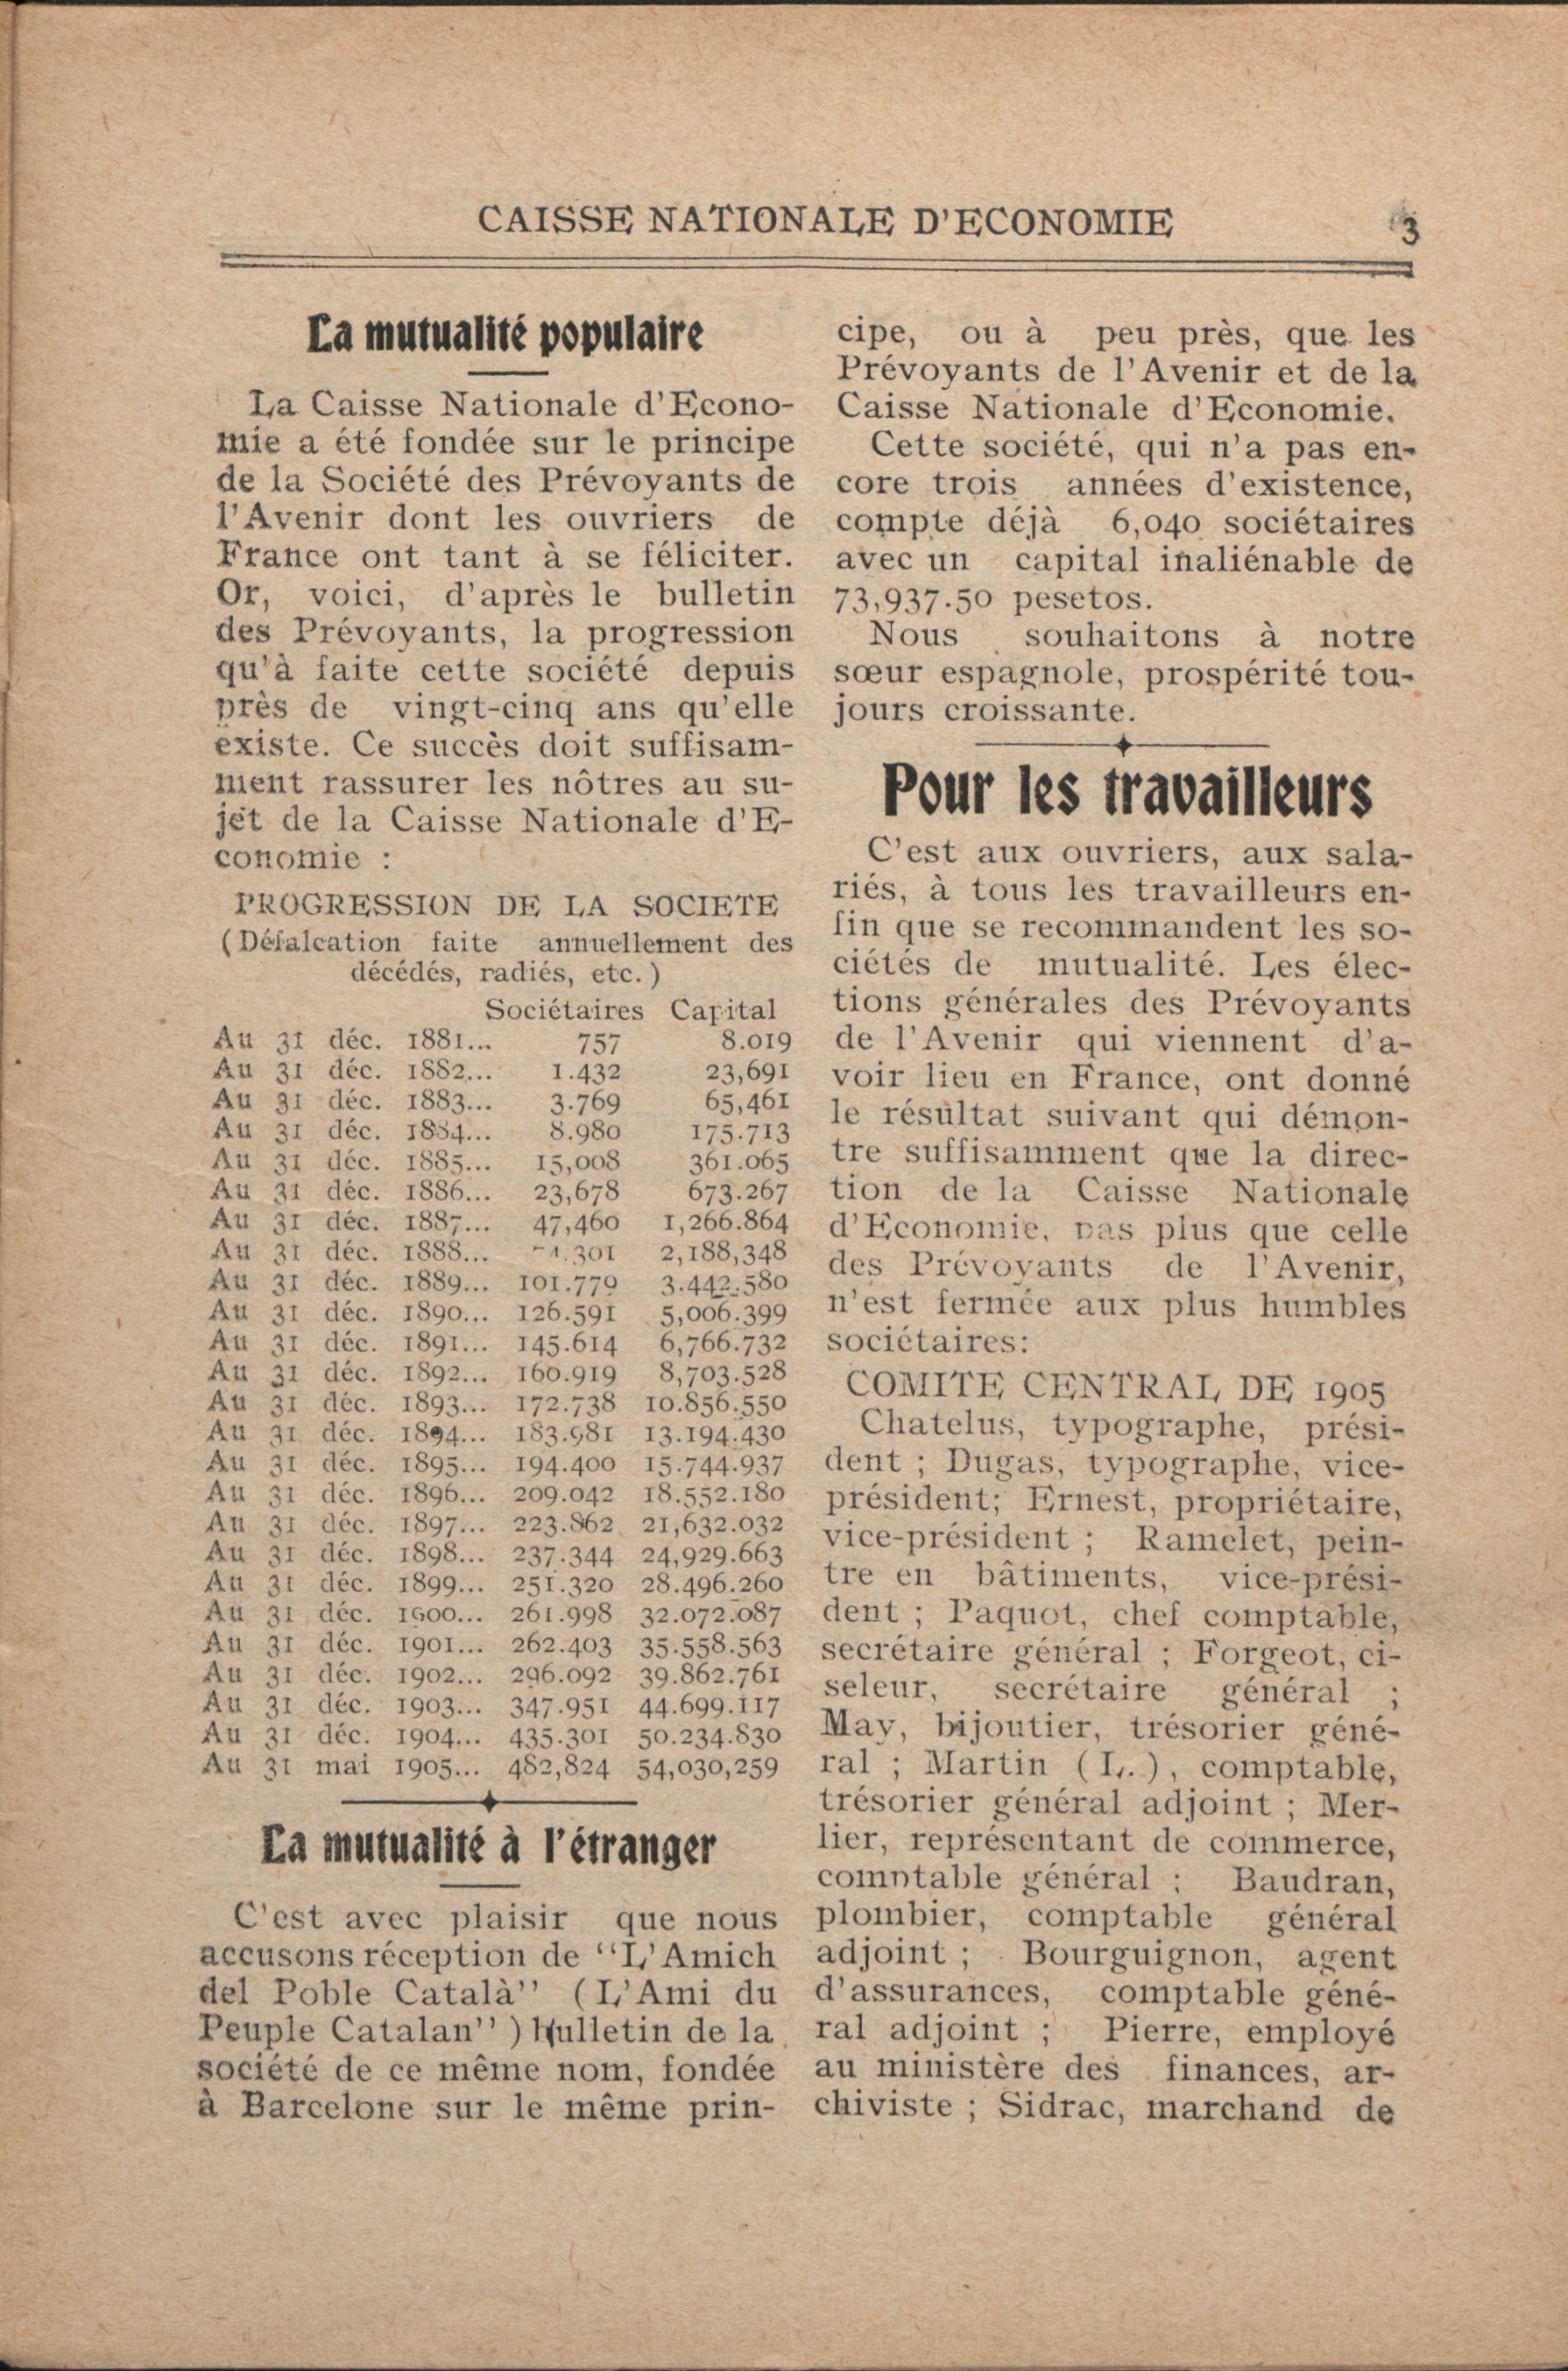 CAISSE NATIONALE D'ECONOMIE 3
La mutualité populaire
La Caisse Nationale d'Econo-
mie a été fondée sur le principe
de la Société des Prévoyants de
l'Avenir dont les ouvriers de
France ont tant à se féliciter.
Or, voici, d'après le bulletin
des Prévoyants, la progression
qu'à faite cette société depuis
près de vingt-cinq ans qu'elle
existe. Ce succès doit suffisam-
ment rassurer les nôtres au su-
jet de la Caisse Nationale d'E-
conomie :
PROGRESSION DE LA SOCIETE
(Défalcation faite annuellement des
décédés, radiés, etc.)
Sociétaires Capital
Au 31 déc. 1881... 757 8.019
Au 31 déc. 1882... 1.432 23,691
Au 31 déc. 1883... 3.769 65,461
Au 31 déc. 1884... 8.980 175.713
Au 31 déc. 1885... 15,008 361.065
Au 31 déc. 1886... 23,678 673.267
Au 31 déc. 1887... 47,460 1,266.864
Au 31 déc. 1888... 2,188,348
Au 31 déc. 1889... 101.779 3.442.580
Au 31 déc. 1890... 126.591 5,006.399
Au 31 déc. 1891... 145.614 6,766.732
Au 31 déc. 1892... 160.919 8,703.528
Au 31 déc. 1893... 172.738 10.856.550
Au 31 déc. 1894... 183.981 13.194.430
Au 31 déc. 1895... 194.400 15.744.937
Au 31 déc. 1896... 209.042 18.552.180
Au 31 déc. 1897... 223.862 21,632.032
Au 31 déc. 1898... 237.344 24,929.663
Au 31 déc. 1899... 251.320 28.496.260
Au 31 déc. 1900... 261.998 32.072.087
Au 31 déc. 1901... 262.403 35.558.563
Au 31 déc. 1902... 296.092 39.862.761
Au 31 déc. 1903... 347.951 44.699.117
Au 31 déc. 1904... 435.301 50.234.830
Au 31 mai 1905... 482,824 54,030,259
La mutualité à l'étranger
C'est avec plaisir que nous
accusons réception de "L'Amich
del Poble Català" (L'Ami du
Peuple Catalan") bulletin de la
société de ce même nom, fondée
à Barcelone sur le même prin-
cipe, ou à peu près, que les
Prévoyants de l'Avenir et de la
Caisse Nationale d'Economie.
Cette société, qui n'a pas en-
core trois années d'existence,
compte déjà 6,040 sociétaires
avec un capital inaliénable de
73,937.50 pesetos.
Nous souhaitons à notre
sœur espagnole, prospérité tou-
jours croissante.
Pour les travailleurs
C'est aux ouvriers, aux sala-
riés, à tous les travailleurs en-
fin que se recommandent les so-
ciétés de mutualité. Les élec-
tions générales des Prévoyants
de l'Avenir qui viennent d'a-
voir lieu en France, ont donné
le résultat suivant qui démon-
tre suffisamment que la direc-
tion de la Caisse Nationale
d'Economie, pas plus que celle
des Prévoyants de l'Avenir,
n'est fermée aux plus humbles
sociétaires:
COMITE CENTRAL DE 1905
Chatelus, typographe, prési-
dent ; Dugas, typographe, vice-
président; Ernest, propriétaire,
vice-président ; Ramelet, pein-
tre en bâtiments, vice-prési-
dent ; Paquot, chef comptable,
secrétaire général ; Forgeot, ci-
seleur, secrétaire général ;
May, bijoutier, trésorier géné-
ral ; Martin (L.), comptable,
trésorier général adjoint ; Mer-
lier, représentant de commerce,
comptable général ; Baudran,
plombier, comptable général
adjoint ; Bourguignon, agent
d'assurances, comptable géné-
ral adjoint ; Pierre, employé
au ministère des finances, ar-
chiviste ; Sidrac, marchand de